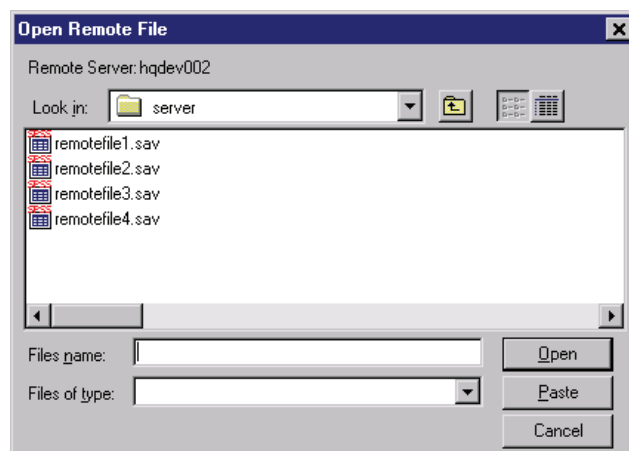 Open Remote File
Remote Server: hqdev002
Look in: server
remotefile1.sav
remotefile2.sav
remotefile3.sav
remotefile4.sav
Files name:
Open
Files of type:
Paste
Cancel